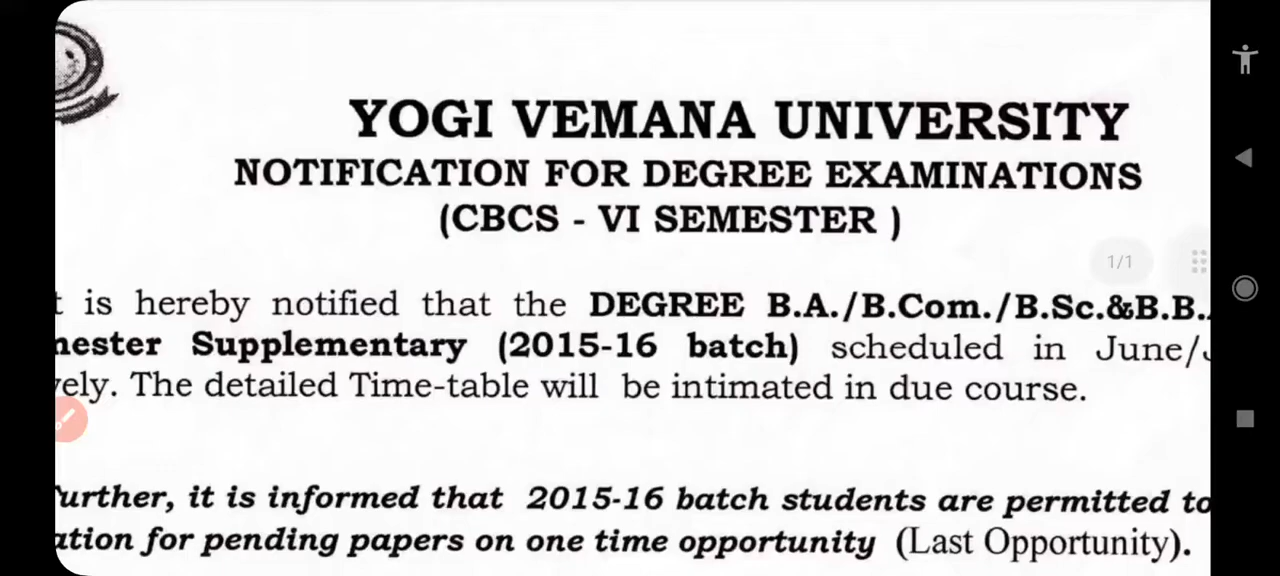 YOGI VEMANA UNIVERSITY
NOTIFICATION FOR DEGREE EXAMINATIONS
(CBCS - VI SEMESTER )
1/1
is hereby notified that the DEGREE B.A./B.Com./B.Sc.&B.B.
Supplementary (2015-16 batch) scheduled in June/
The detailed Time-table will be intimated in due course.
it is informed that 2015-16 batch students are permitted to
for pending papers on one time opportunity (Last Opportunity).